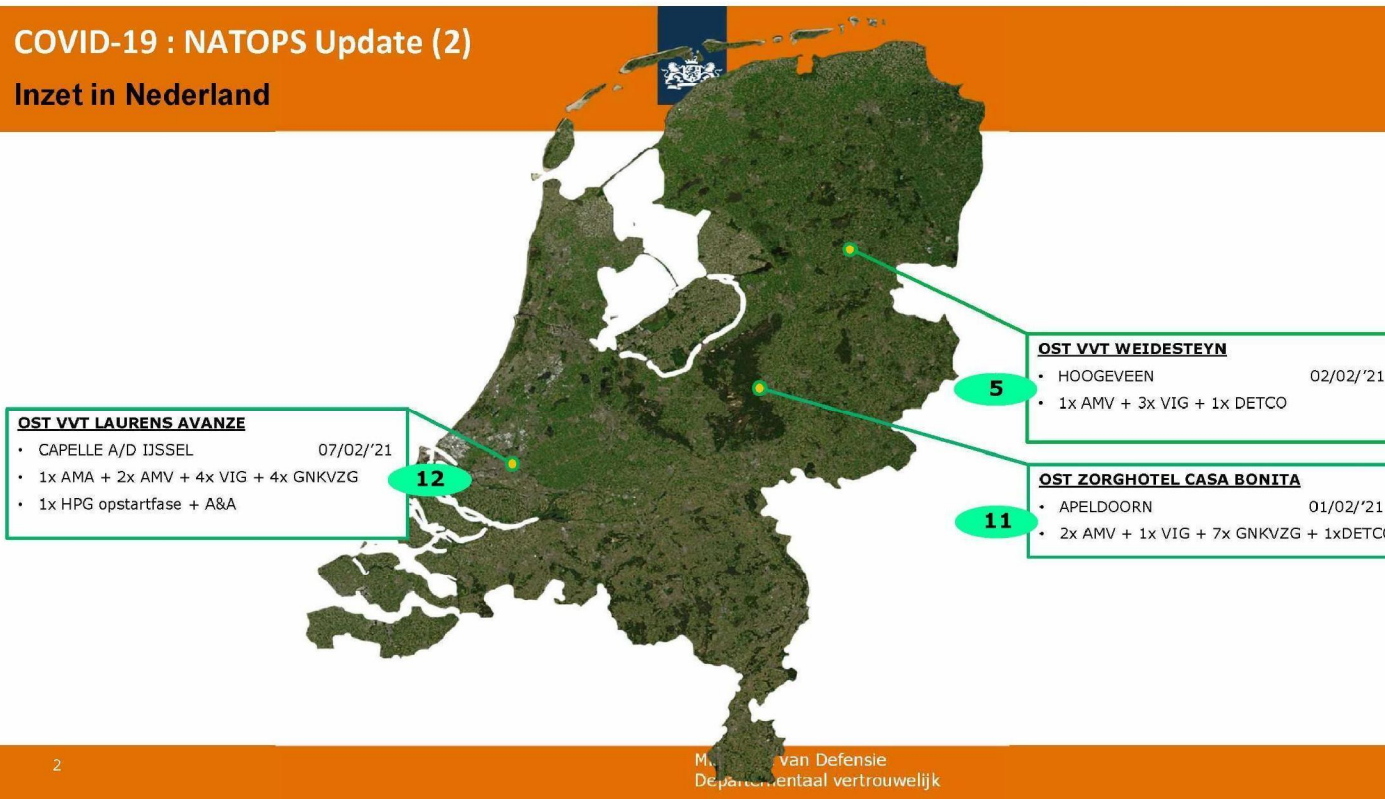 COVID-19 : NATOPS Update (2)
Inzet in Nederland
OST VVT WEIDESTEYN
• HOOGEVEEN 02/02/'21
• 1x AMV + 3x VIG + 1x DETCO
5
OST VVT LAURENS AVANZE
• CAPELLE A/D IJSSEL 07/02/'21
• 1x AMA + 2x AMV + 4x VIG + 4x GNKVZG
• 1x HPG opstartfase + A&A
12
OST ZORGHOTEL CASA BONITA
• APELDOORN 01/02/'21
• 2x AMV + 1x VIG + 7x GNKVZG + 1xDETCO
11
2
van Defensie
vertrouwelijk